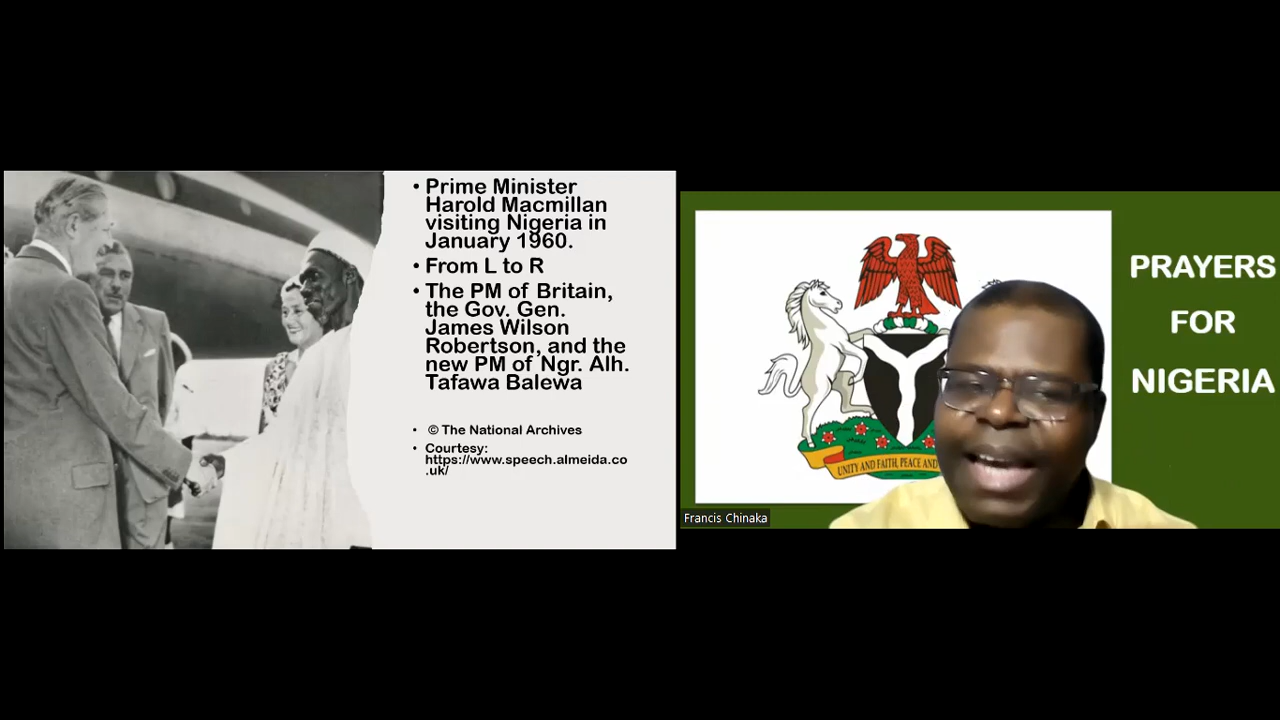 • Prime Minister
Harold Macmillan
visiting Nigeria in
January 1960.
• From L to R
• The PM of Britain,
the Gov. Gen.
James Wilson
Robertson, and the
new PM of Ngr. Alh.
Tafawa Balewa
• © The National Archives
• Courtesy:
https://www.speech.almeida.co
.uk/
PRAYERS
FOR
NIGERIA
UNITY AND FAITH, PEACE AND
Francis Chinaka